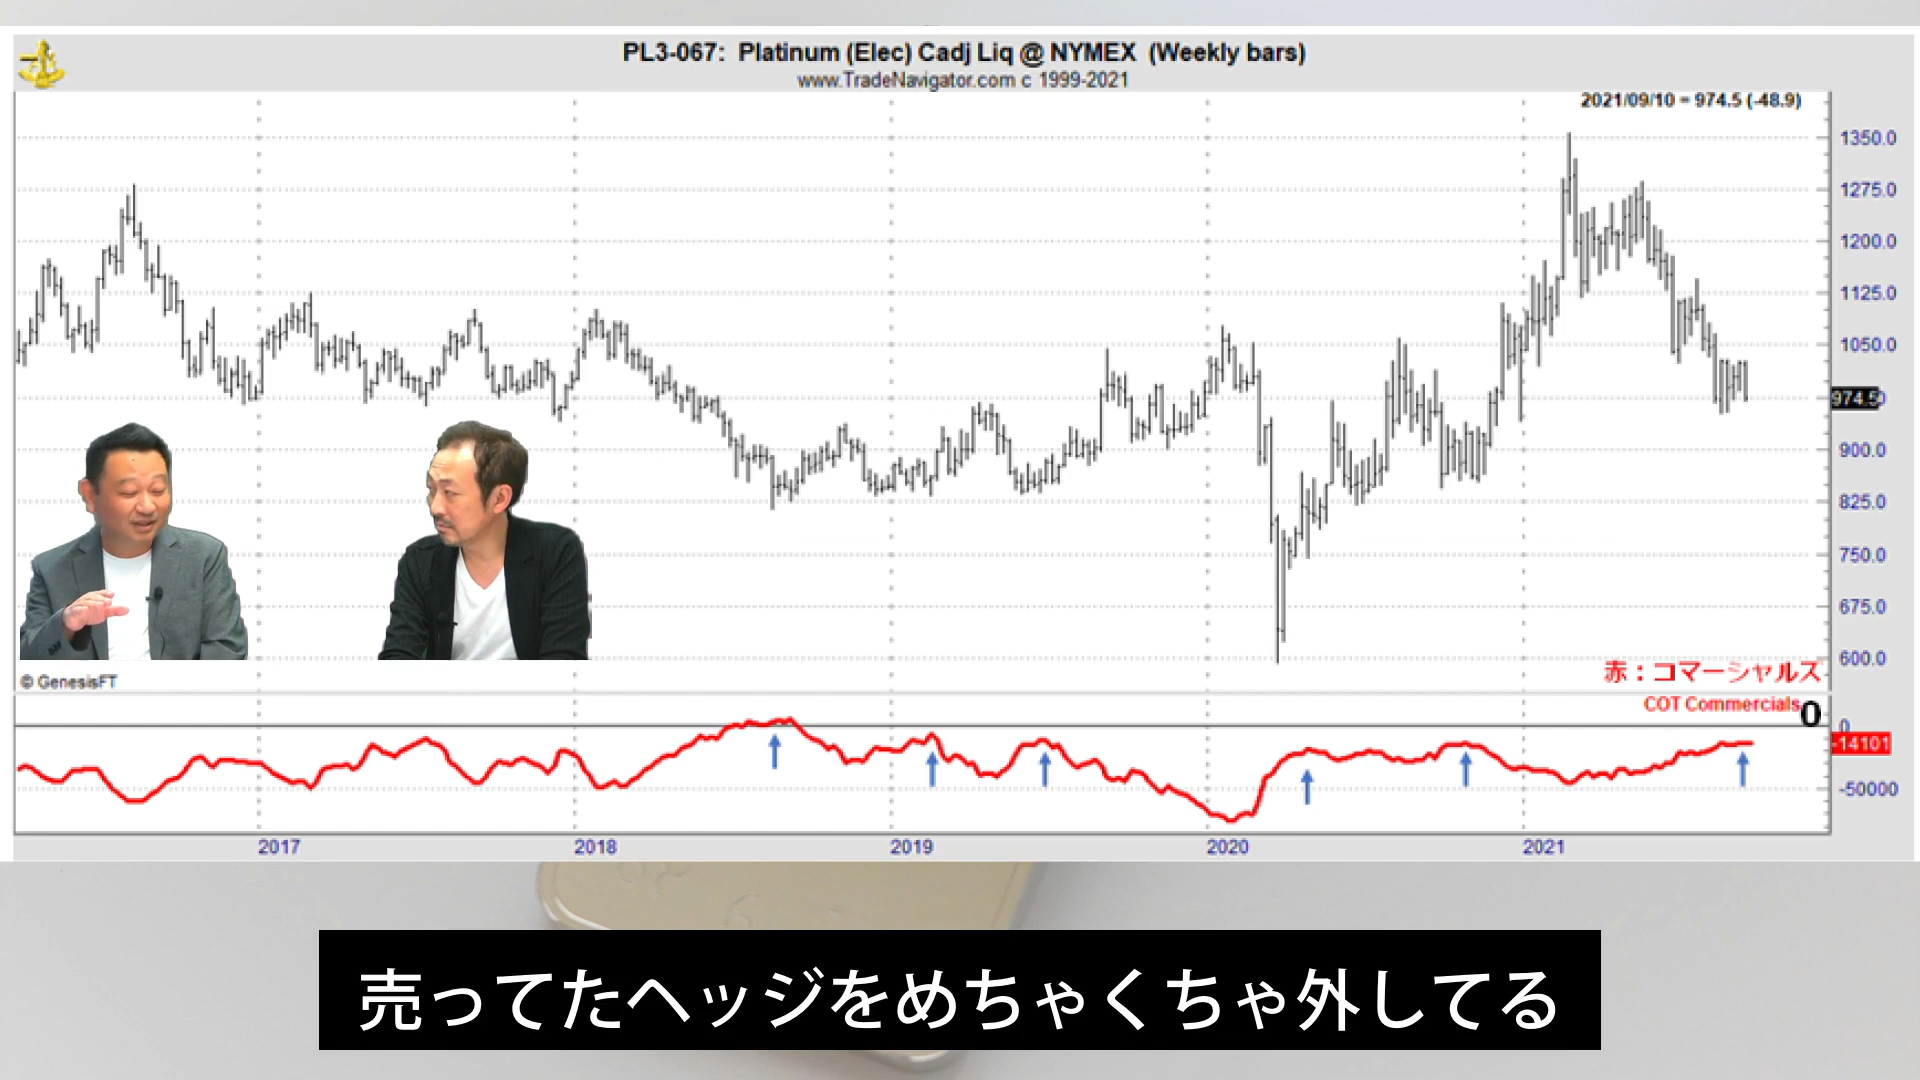 PL3-067: Platinum (Elec) Cadj Liq @ NYMEX (Weekly bars)
www.TradeNavigator.com c 1999-2021
2021/09/10 = 974.5 (-48.9)
1350.0
1275.0
1200.0
1125.0
1050.0
974.5
900.0
825.0
750.0
675.0
600.0
© GenesisFT
赤：コマーシャルズ
COT Commercials
0
0
-14101
-50000
2017
2018
2019
2020
2021
売ってたヘッジをめちゃくちゃ外してる